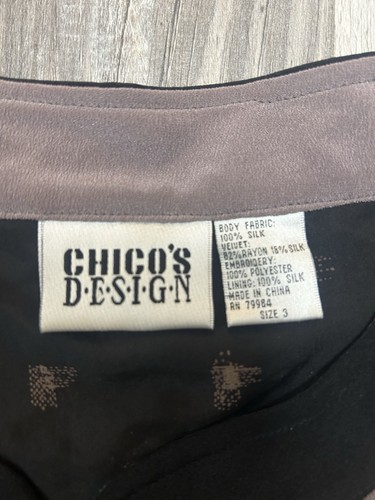 CHICO'S
D·E·S·I·G·N
BODY FABRIC:
100% SILK
VELVET:
82%RAYON 18%SILK
EMBROIDERY:
100% POLYESTER
LINING: 100% SILK
MADE IN CHINA
RN 79984
SIZE 3